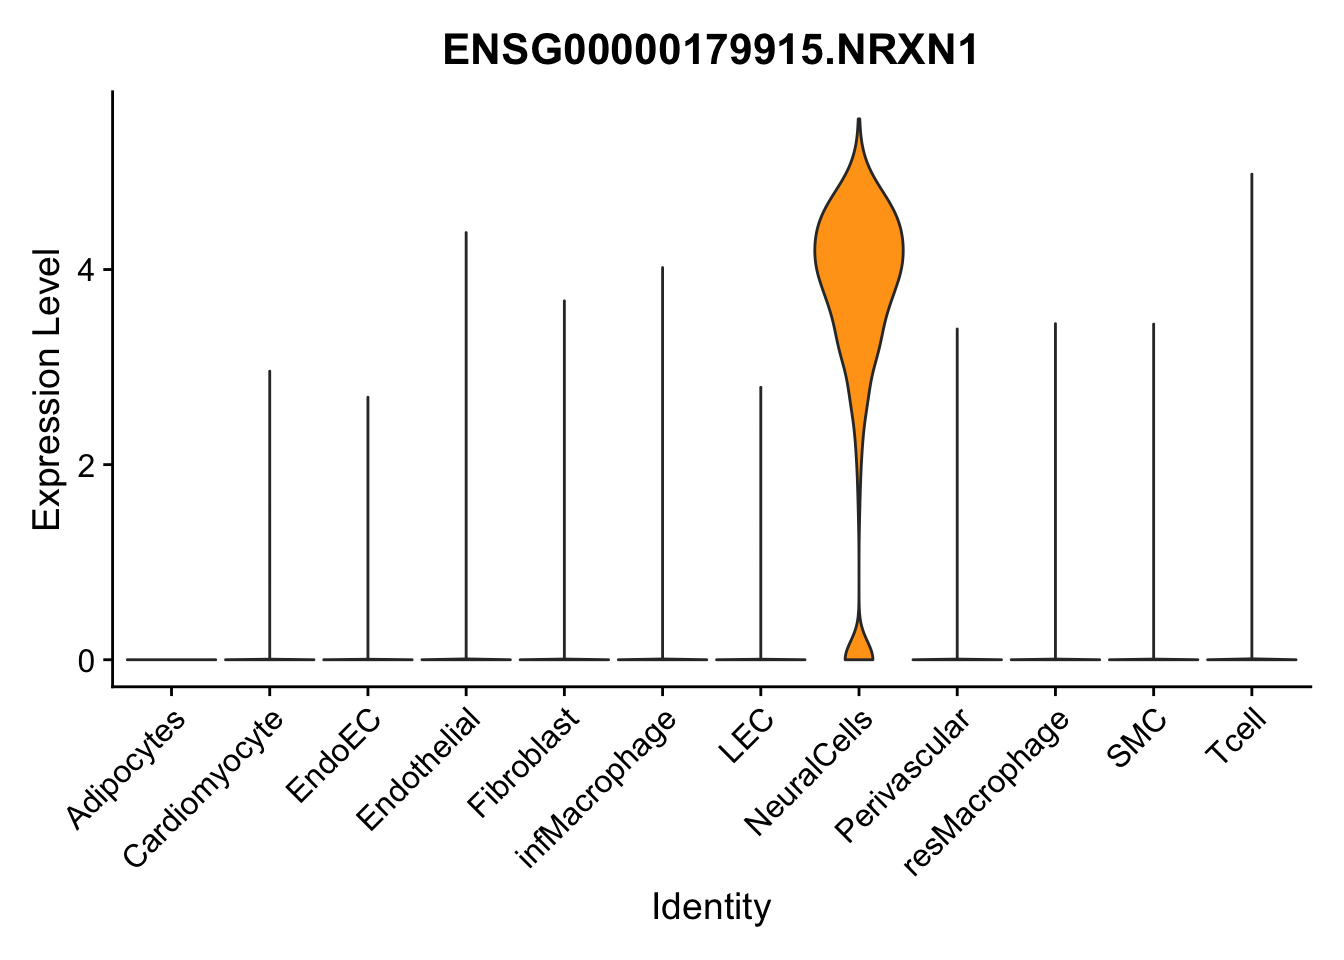 ENSG00000179915.NRXN1
Expression Level
4
2
0
Adipocytes
Cardiomyocyte
EndoEC
Endothelial
Fibroblast
infMacrophage
LEC
NeuralCells
Perivascular
resMacrophage
SMC
Tcell
Identity